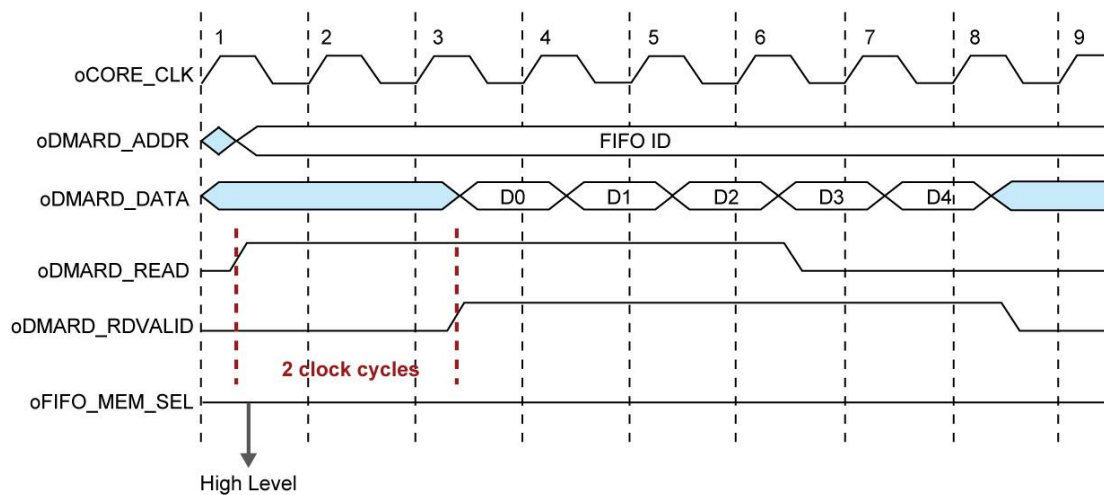 1 2 3 4 5 6 7 8 9
oCORE_CLK
oDMARD_ADDR
FIFO ID
oDMARD_DATA
D0 D1 D2 D3 D4
oDMARD_READ
oDMARD_RDVALID
2 clock cycles
oFIFO_MEM_SEL
High Level